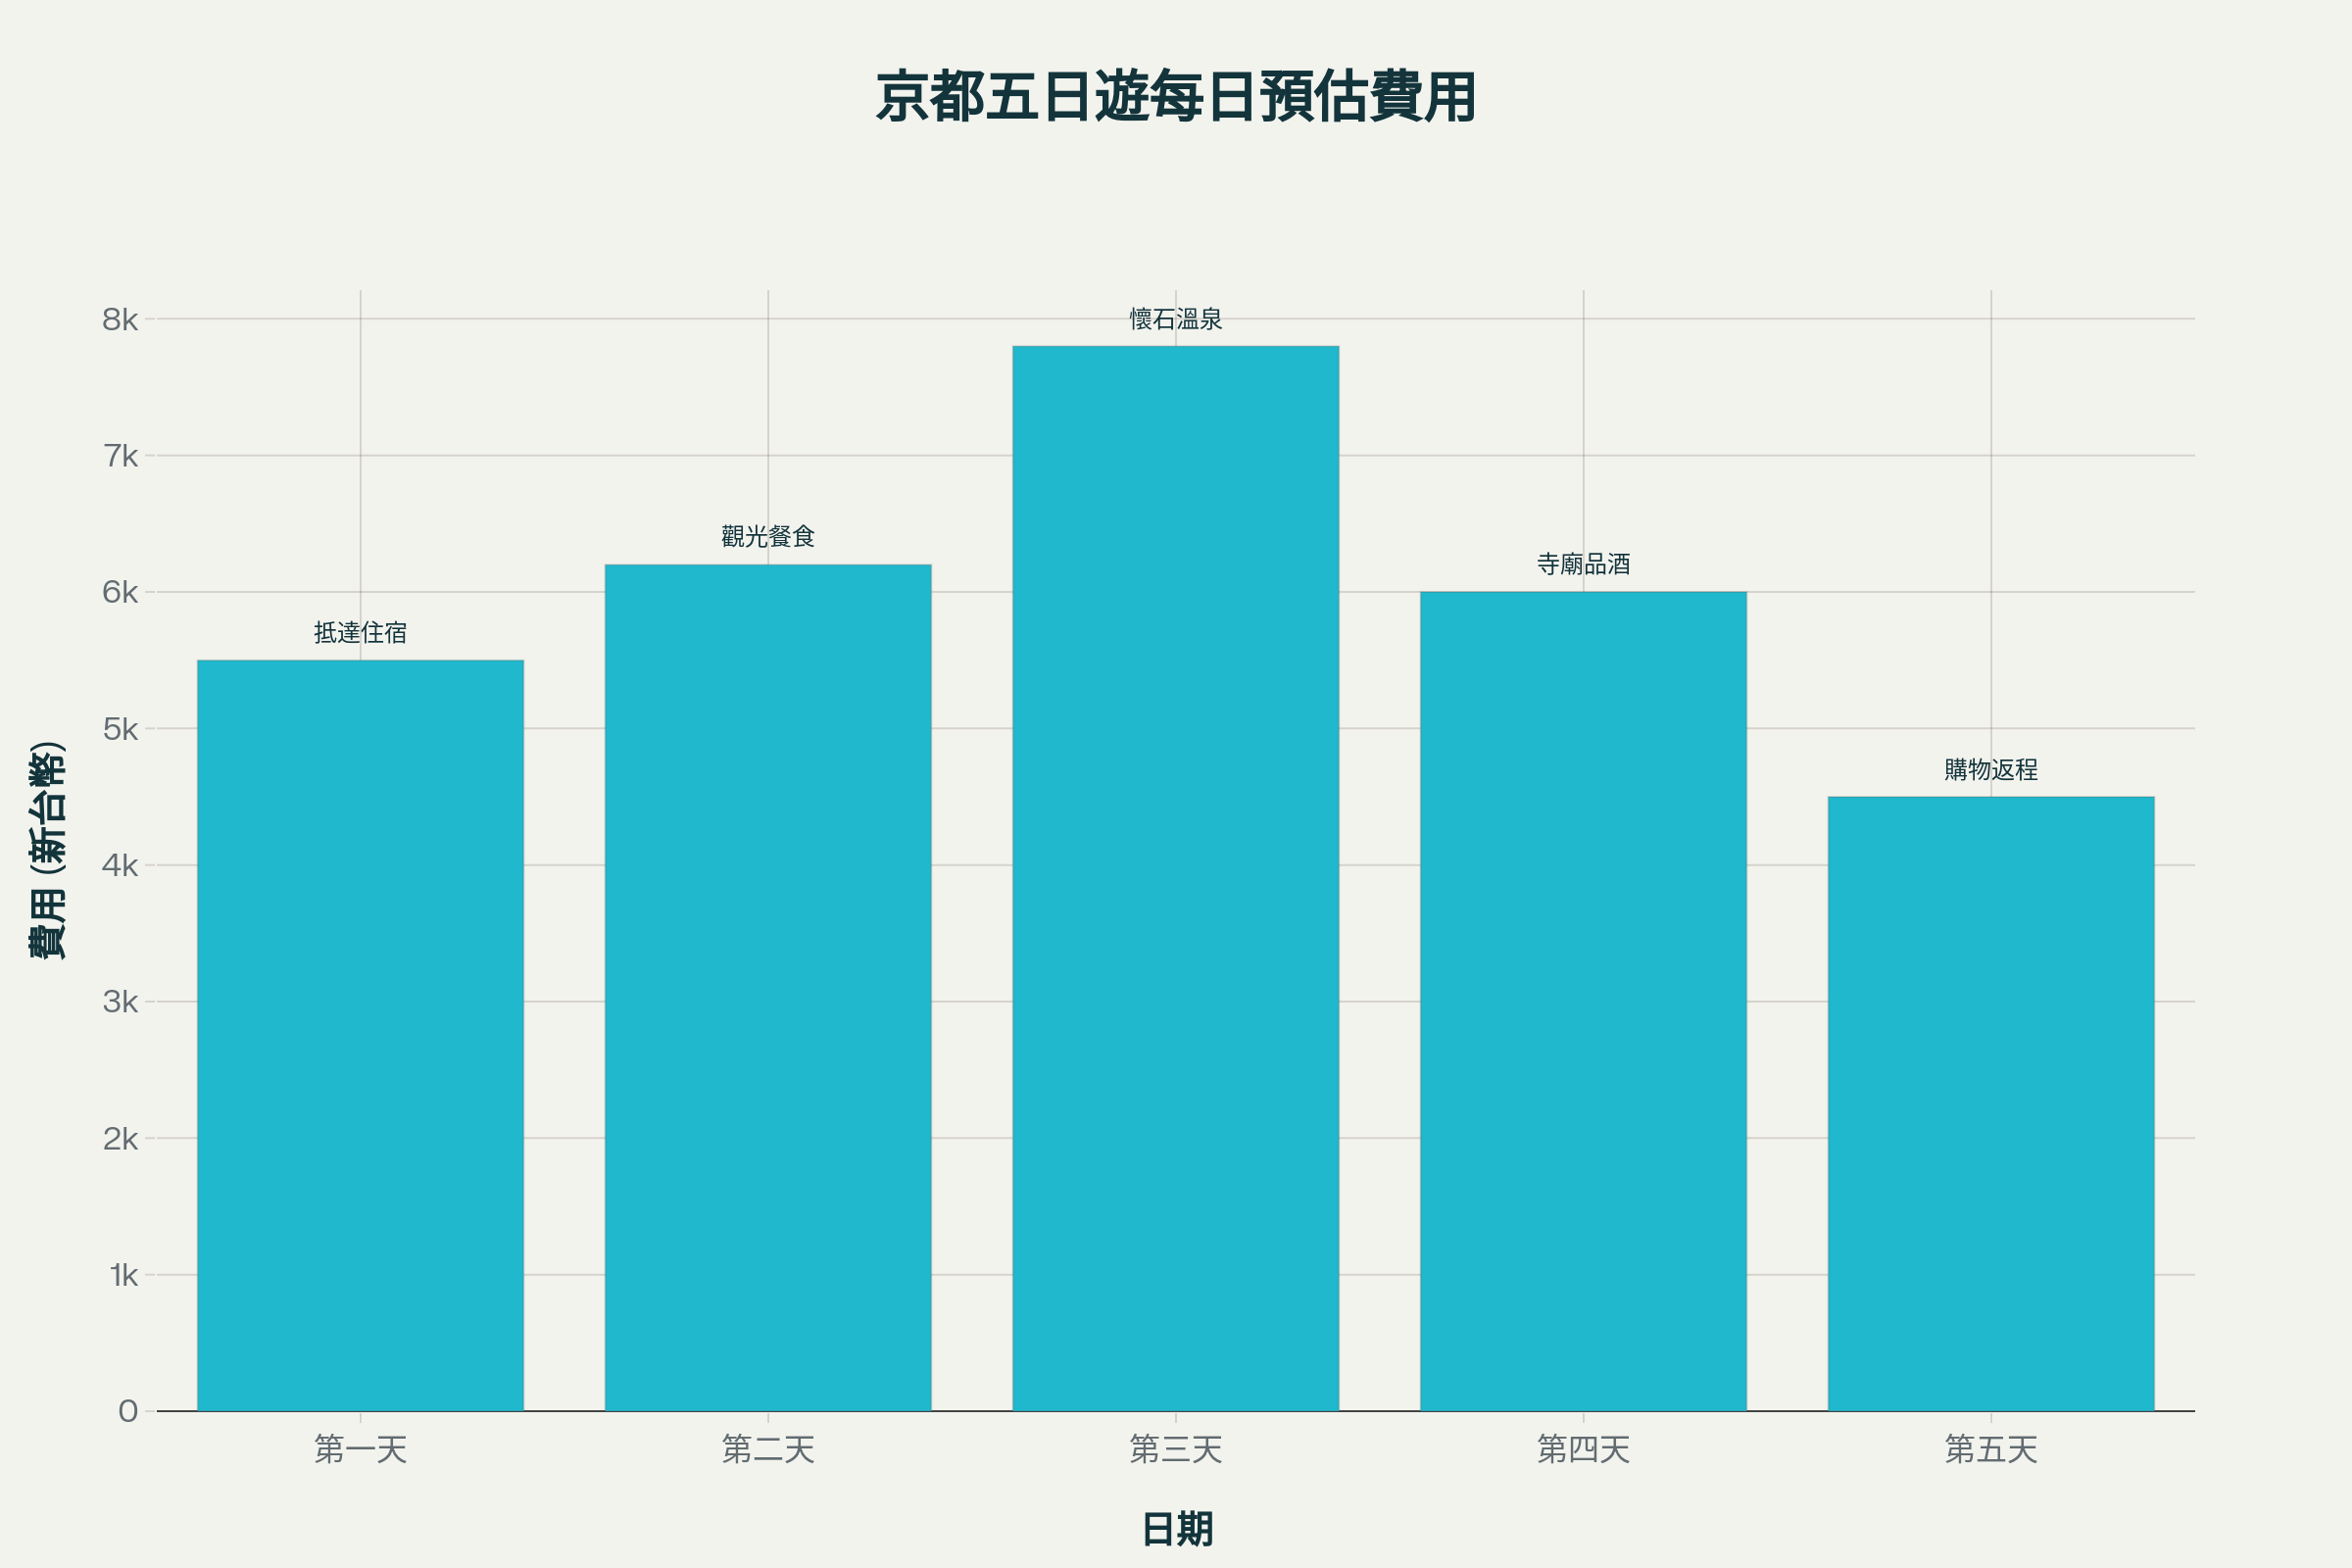 京都五日遊每日預估費用
8k
懷石溫泉
7k
觀光餐食
寺廟品酒
6k
抵達住宿
5k
購物返程
4k
3k
2k
1k
0
費用（新台幣）
第一天 第二天 第三天 第四天 第五天
日期